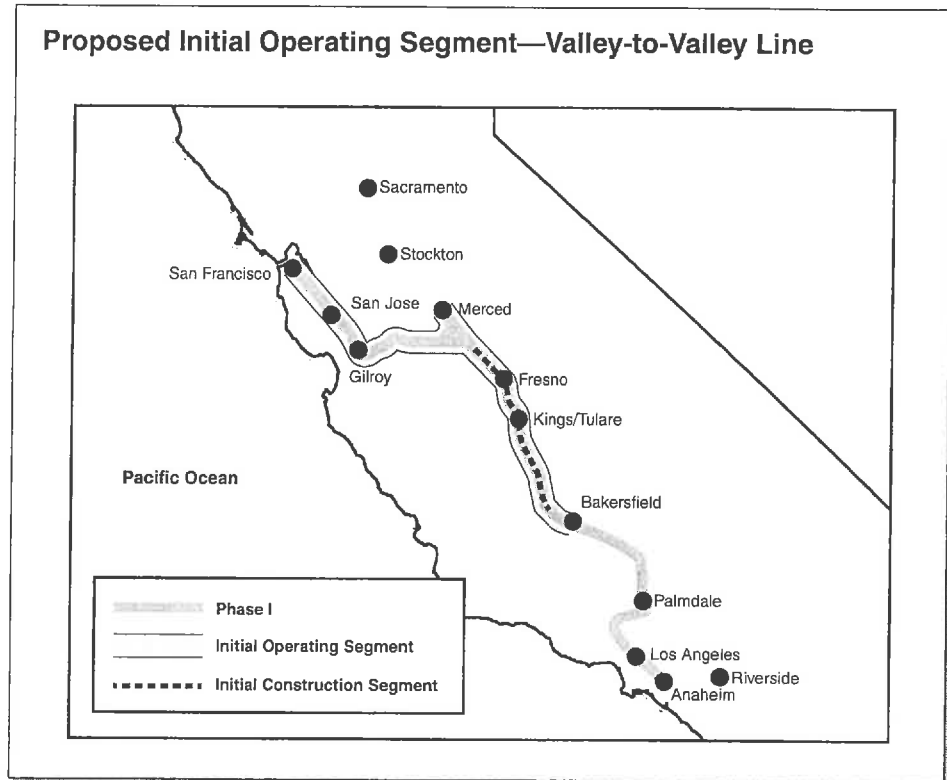 Proposed Initial Operating Segment—Valley-to-Valley Line
Sacramento
Stockton
San Francisco
San Jose
Merced
Gilroy
Fresno
Kings/Tulare
Pacific Ocean
Bakersfield
Palmdale
Los Angeles
Riverside
Anaheim
Phase I
Initial Operating Segment
Initial Construction Segment